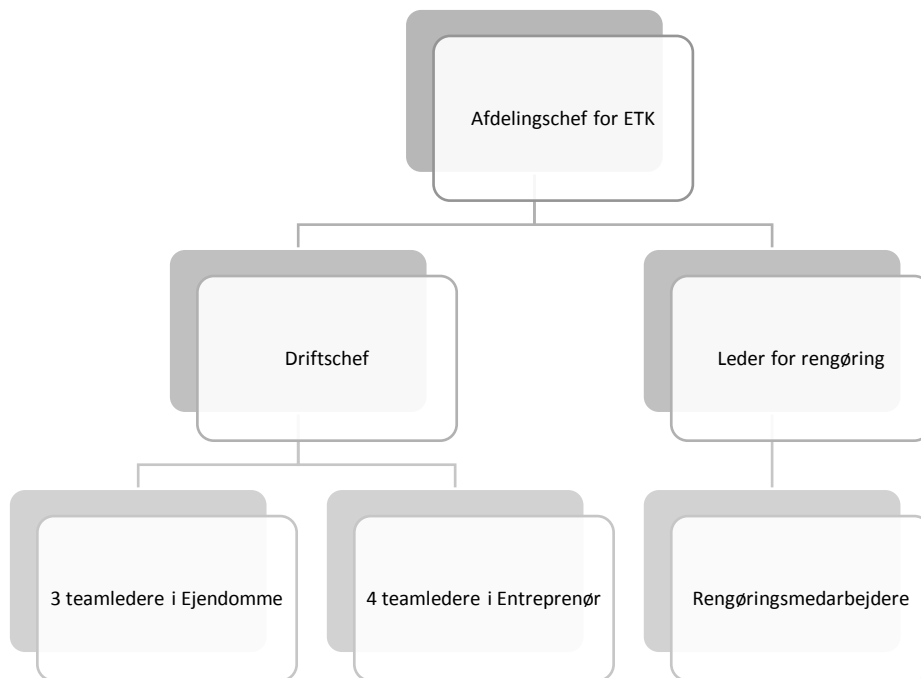 Afdelingschef for ETK
Driftschef
Leder for rengøring
3 teamledere i Ejendomme
4 teamledere i Entreprenør
Rengøringsmedarbejdere